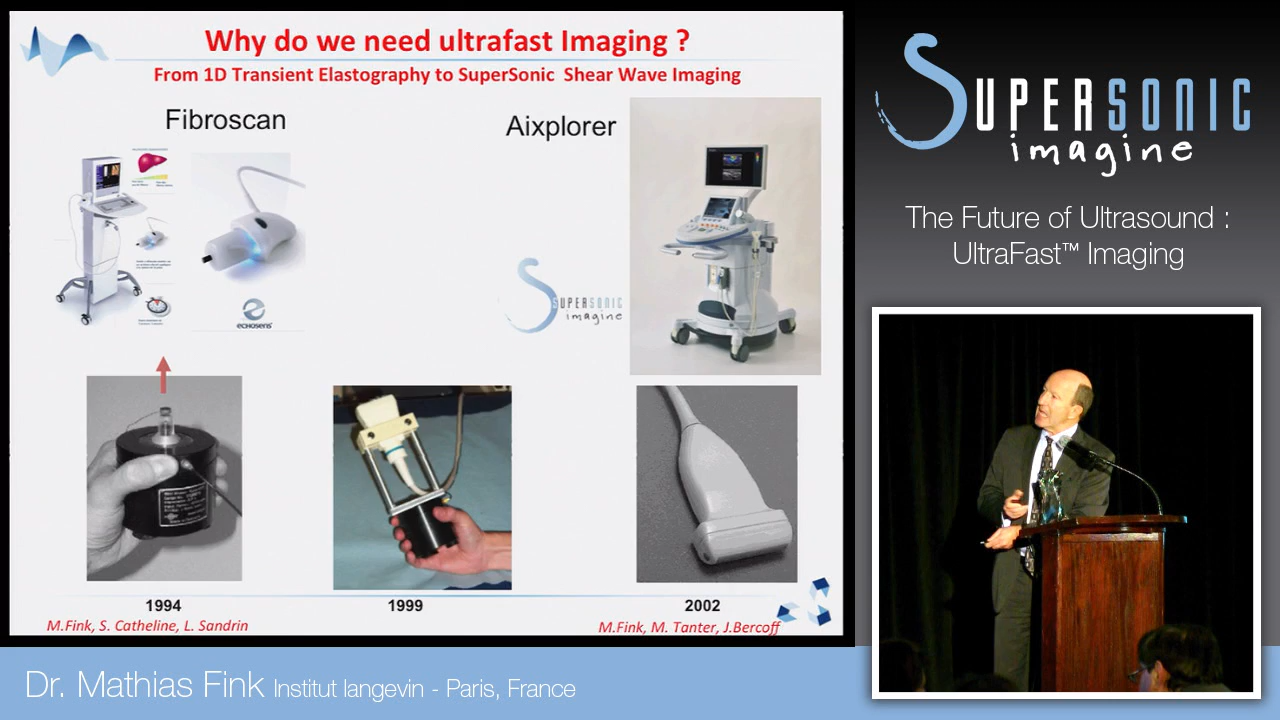 Why do we need ultrafast Imaging ?
From 1D Transient Elastography to SuperSonic Shear Wave Imaging
Fibroscan
Aixplorer
echosens
SUPERSONIC
imagine
1994
1999
2002
M.Fink, S. Catheline, L. Sandrin
M.Fink, M. Tanter, J.Bercoff
SUPERSONIC
imagine
The Future of Ultrasound :
UltraFast™ Imaging
Dr. Mathias Fink Institut langevin - Paris, France